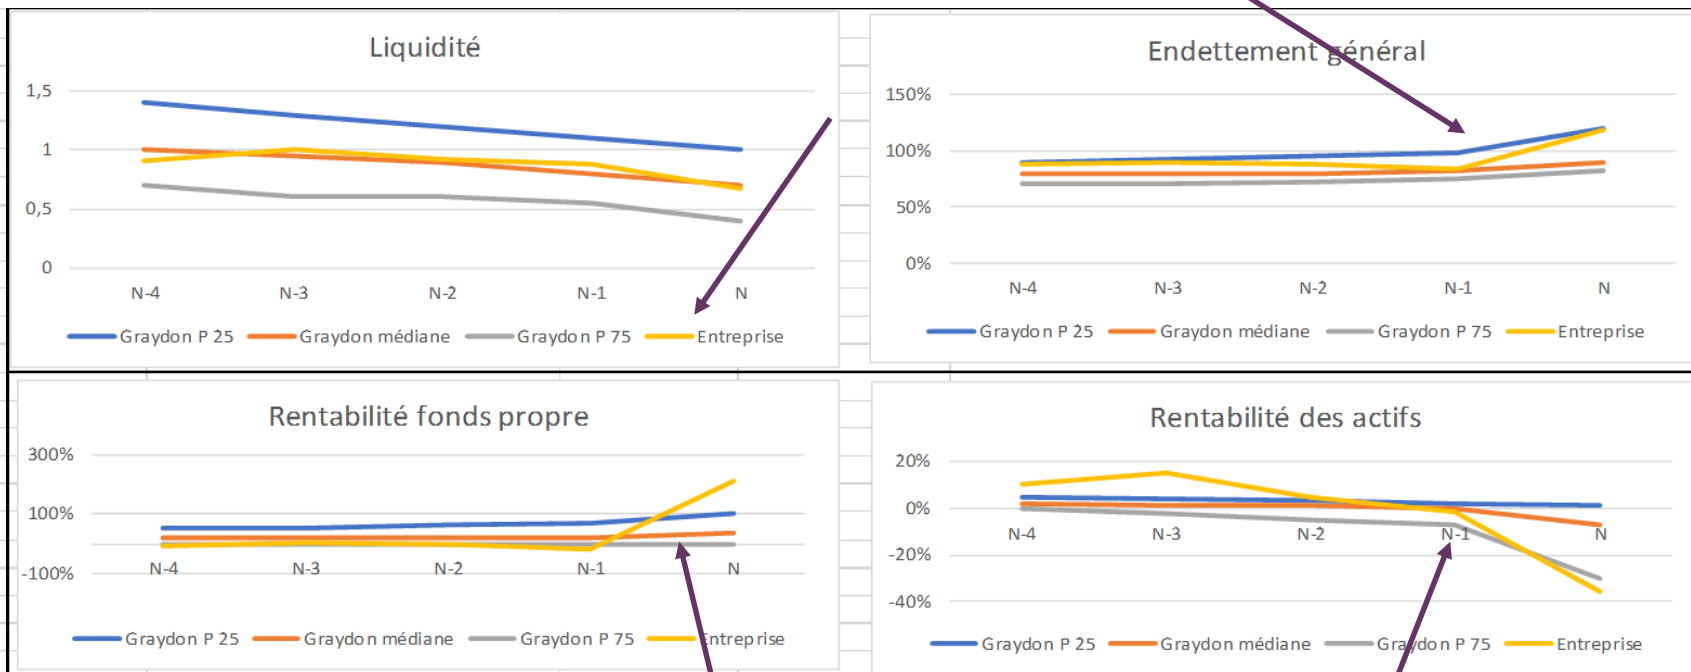 Liquidité
1,5
1
0,5
0
N-4 N-3 N-2 N-1 N
Graydon P 25 Graydon médiane Graydon P 75 Entreprise
Endettement général
150%
100%
50%
0%
N-4 N-3 N-2 N-1 N
Graydon P 25 Graydon médiane Graydon P 75 Entreprise
Rentabilité fonds propre
300%
100%
-100%
N-4 N-3 N-2 N-1 N
Graydon P 25 Graydon médiane Graydon P 75 Entreprise
Rentabilité des actifs
20%
0%
-20%
-40%
N-4 N-3 N-2 N-1 N
Graydon P 25 Graydon médiane Graydon P 75 Entreprise